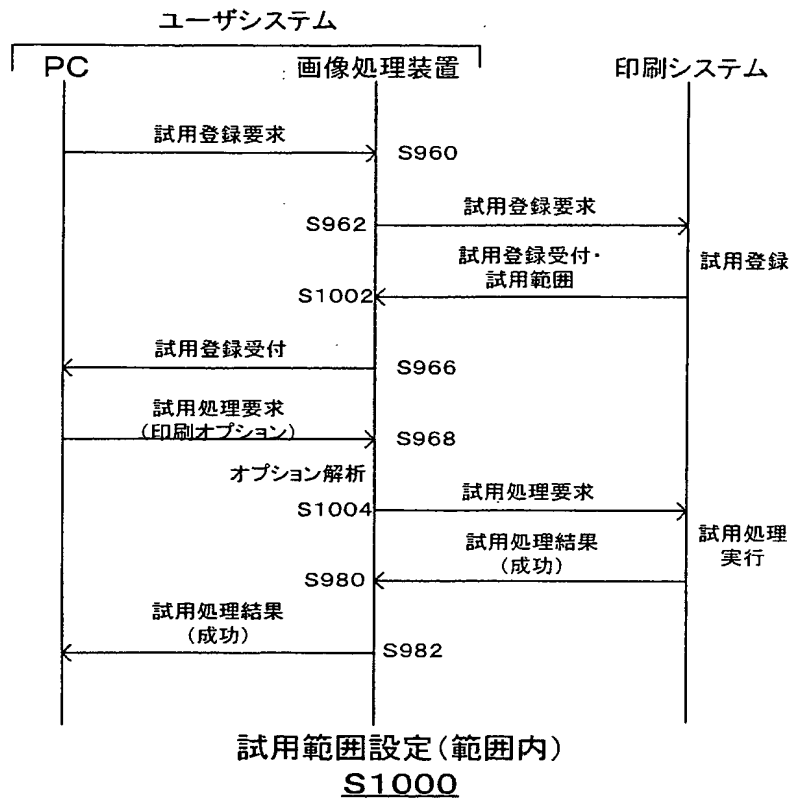 ユーザシステム
PC
画像処理装置
印刷システム
試用登録要求
S960
S962
試用登録要求
試用登録受付・
試用範囲
試用登録
S1002
試用登録受付
S966
試用処理要求
(印刷オプション)
S968
オプション解析
S1004
試用処理要求
試用処理結果
(成功)
試用処理
実行
S980
試用処理結果
(成功)
S982
試用範囲設定(範囲内)
S1000